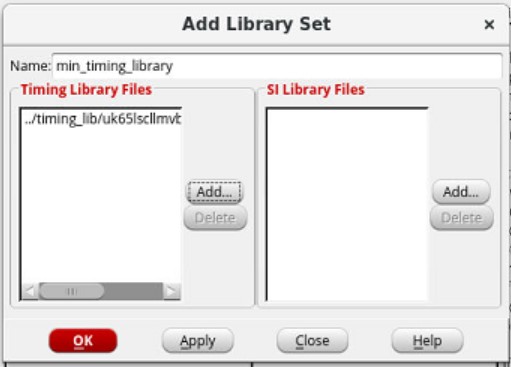 Add Library Set
Name: min_timing_library
Timing Library Files
SI Library Files
../timing_lib/uk65lscllmvb
Add...
Delete
Add...
Delete
OK
Apply
Close
Help